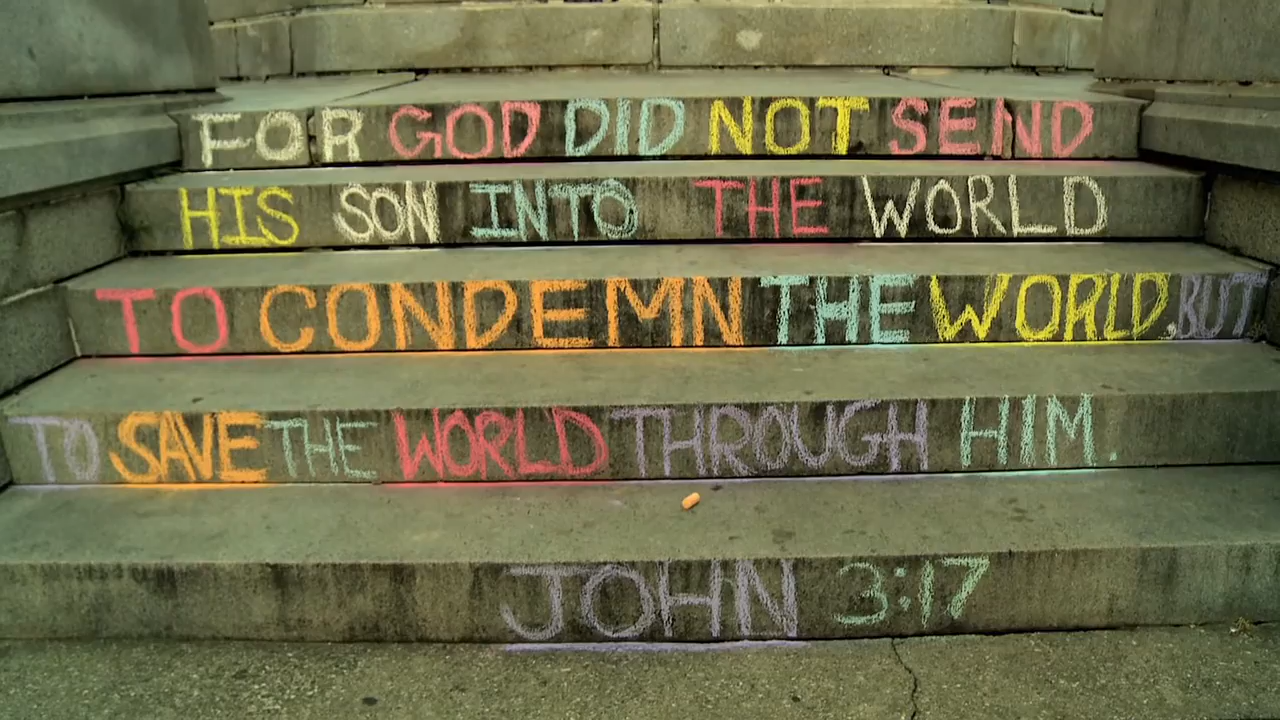 FOR GOD DID NOT SEND
HIS SON INTO THE WORLD
TO CONDEMN THE WORLD, BUT
TO SAVE THE WORLD THROUGH HIM.
JOHN 3:17